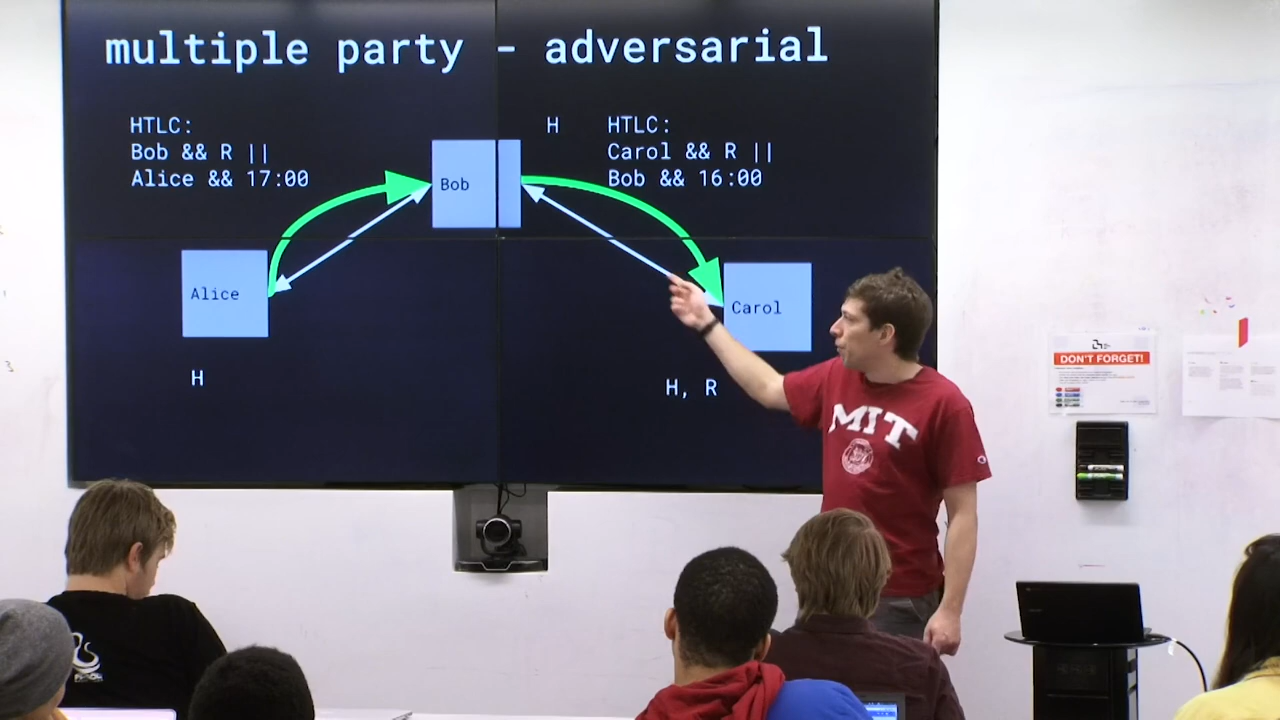 multiple party - adversarial
HTLC:
Bob && R ||
Alice && 17:00
H
HTLC:
Carol && R ||
Bob && 16:00
Bob
Alice
Carol
H
H, R
MIT
DON'T FORGET!